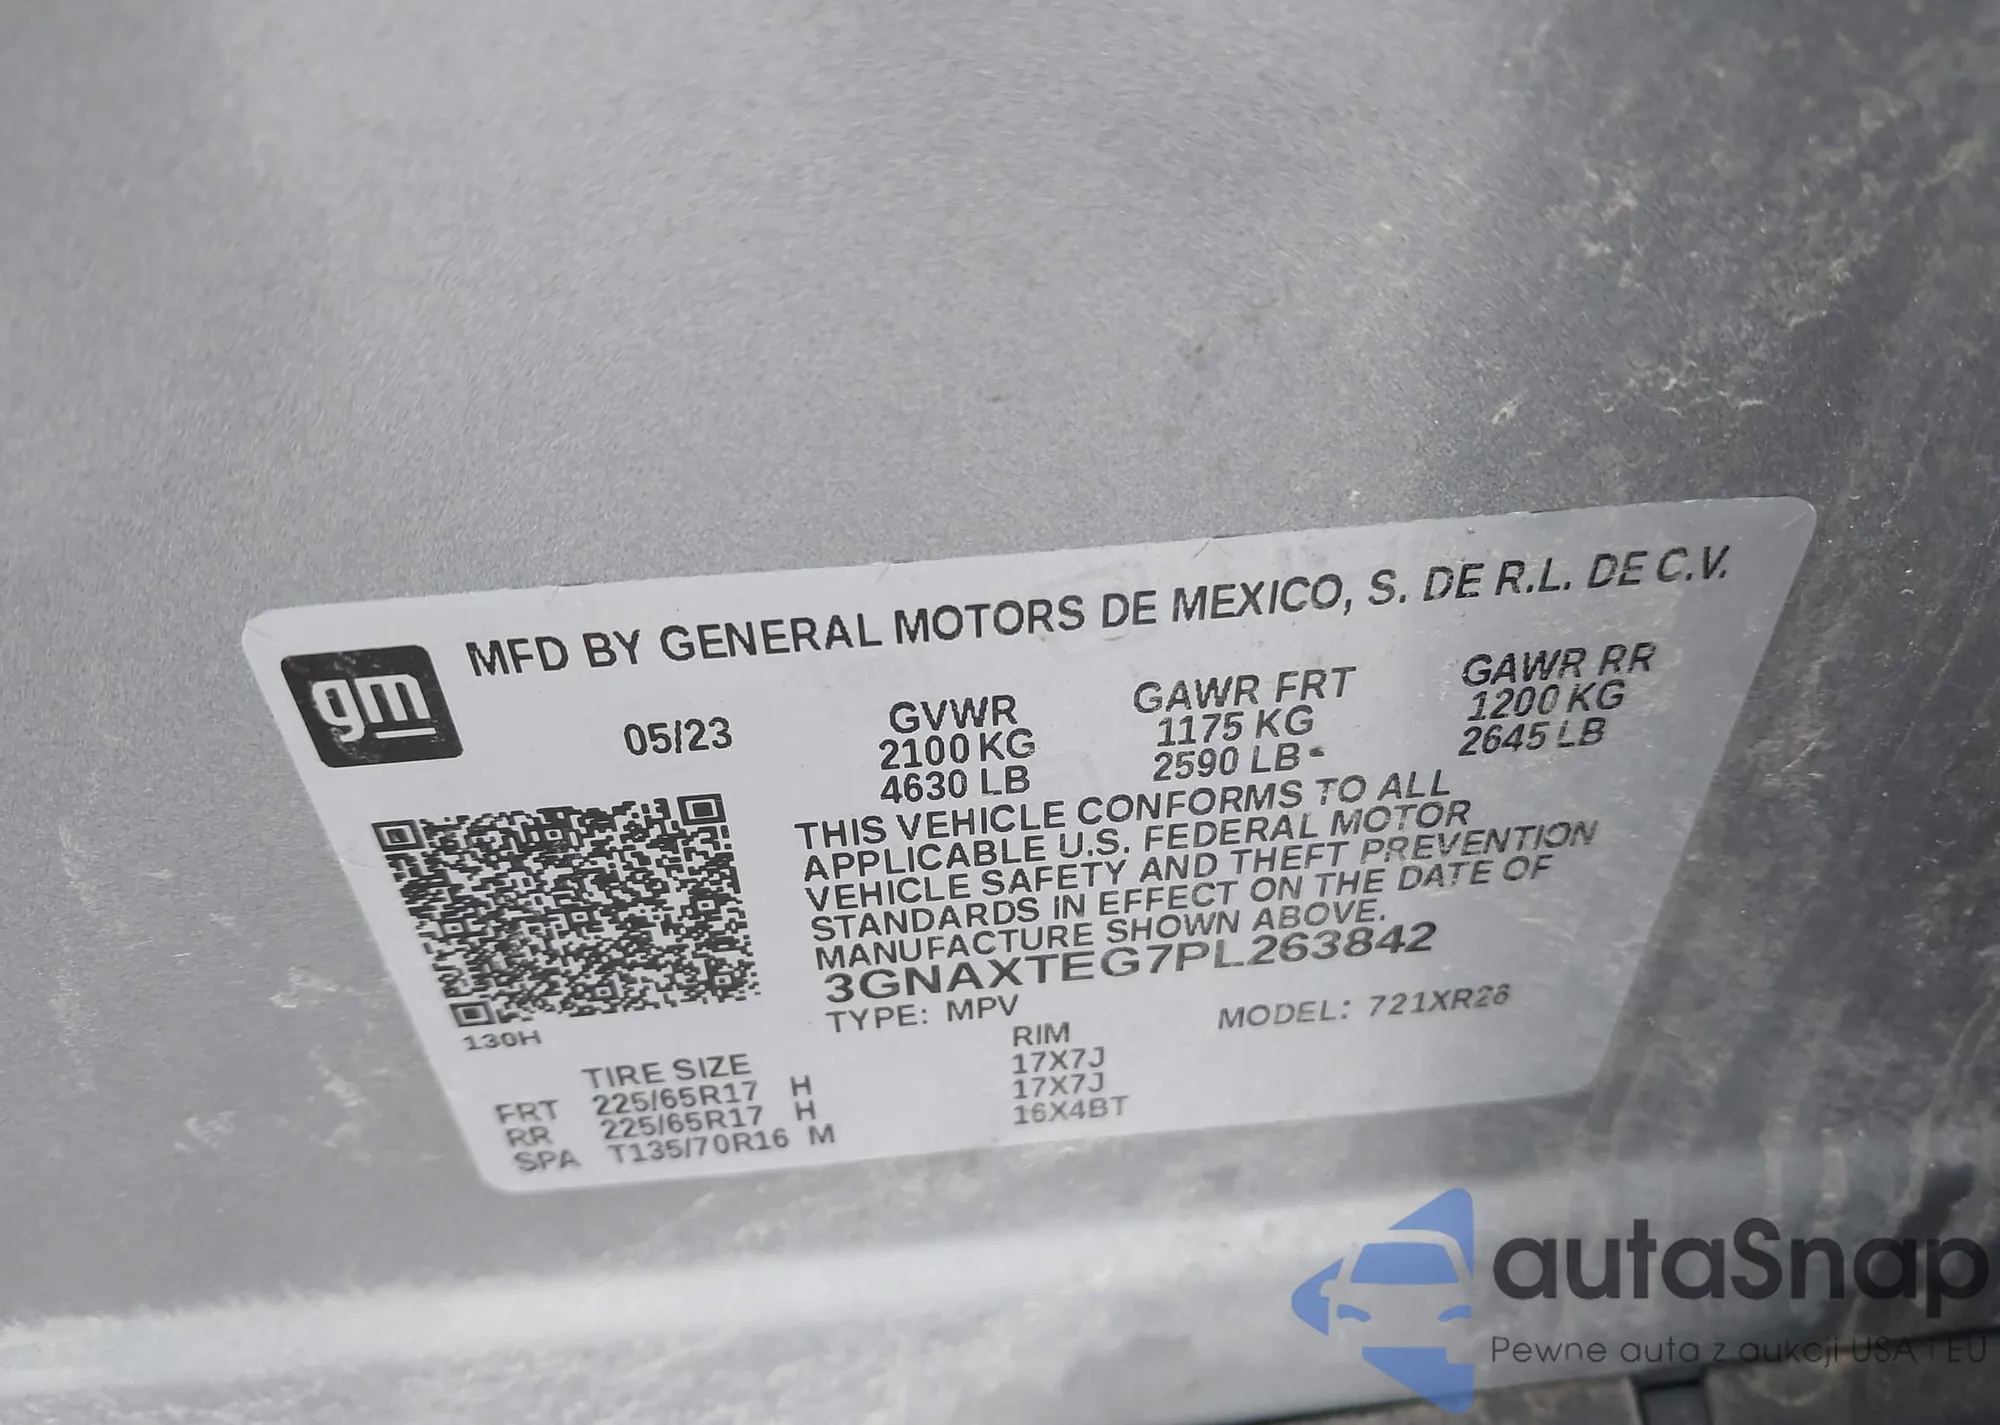 gm
MFD BY GENERAL MOTORS DE MEXICO, S. DE R.L. DE C.V.
05/23
GVWR GAWR FRT GAWR RR
2100 KG 1175 KG 1200 KG
4630 LB 2590 LB 2645 LB
THIS VEHICLE CONFORMS TO ALL
APPLICABLE U.S. FEDERAL MOTOR
VEHICLE SAFETY AND THEFT PREVENTION
STANDARDS IN EFFECT ON THE DATE OF
MANUFACTURE SHOWN ABOVE.
3GNAXTEG7PL263842
TYPE: MPV MODEL: 721XR26
130H
TIRE SIZE RIM
FRT 225/65R17 H 17X7J
RR 225/65R17 H 17X7J
SPA T135/70R16 M 16X4BT
autaSnap
Pewne auta z aukcji USA i EU